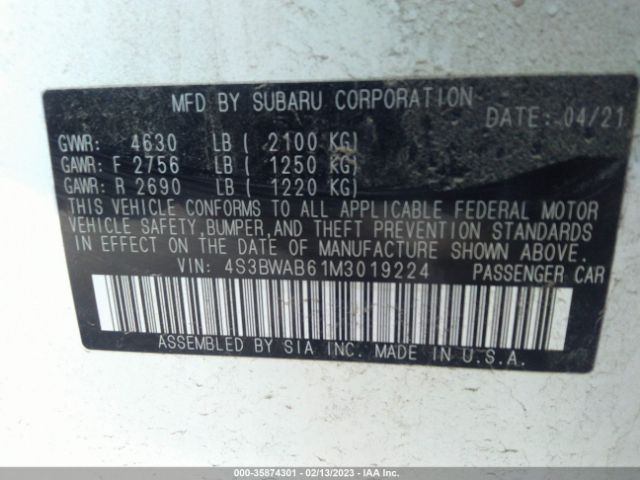 MFD BY SUBARU CORPORATION DATE: 04/21
GVWR: 4630 LB ( 2100 KG)
GAWR: F 2756 LB ( 1250 KG)
GAWR: R 2690 LB ( 1220 KG)
THIS VEHICLE CONFORMS TO ALL APPLICABLE FEDERAL MOTOR
VEHICLE SAFETY,BUMPER,AND THEFT PREVENTION STANDARDS
IN EFFECT ON THE DATE OF MANUFACTURE SHOWN ABOVE.
VIN: 4S3BWAB61M3019224 PASSENGER CAR
ASSEMBLED BY SIA INC. MADE IN U.S.A.
000-35874301 - 02/13/2023 - IAAI.COM